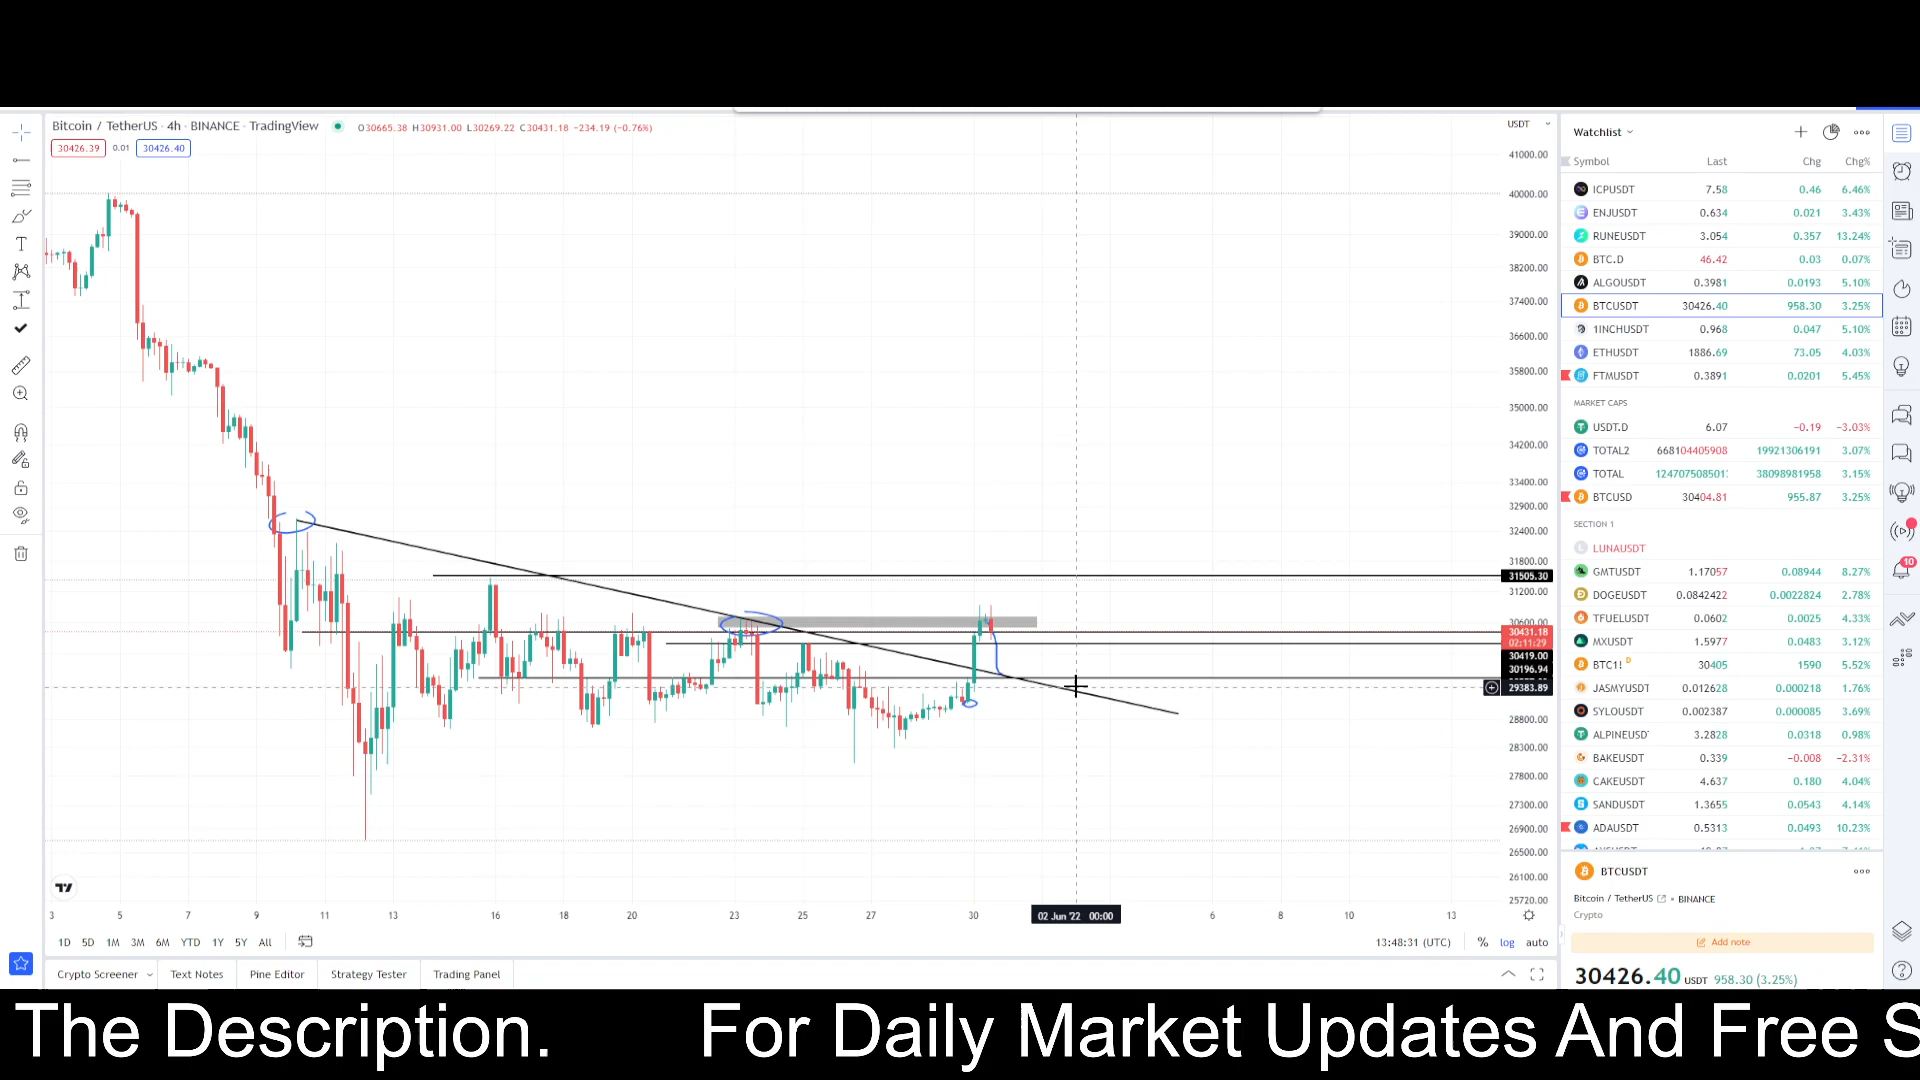 Bitcoin / TetherUS · 4h · BINANCE · TradingView O30665.38 H30931.00 L30269.22 C30431.18 −234.19 (−0.76%)
30426.39 0.01 30426.40
USDT
41000.00
40000.00
39000.00
38200.00
37400.00
36600.00
35800.00
35000.00
34200.00
33400.00
32900.00
32400.00
31800.00
31505.30
31200.00
30600.00
30431.18
02:11:29
30419.00
30196.94
29383.89
28800.00
28300.00
27800.00
27300.00
26900.00
26500.00
26100.00
25720.00
3 5 7 9 11 13 16 18 20 23 25 27 30 02 Jun '22 00:00 6 8 10 13
1D 5D 1M 3M 6M YTD 1Y 5Y All 13:48:31 (UTC) % log auto
Crypto Screener Text Notes Pine Editor Strategy Tester Trading Panel
Watchlist
Symbol Last Chg Chg%
ICPUSDT 7.58 0.46 6.46%
ENJUSDT 0.634 0.021 3.43%
RUNEUSDT 3.054 0.357 13.24%
BTC.D 46.42 0.03 0.07%
ALGOUSDT 0.3981 0.0193 5.10%
BTCUSDT 30426.40 958.30 3.25%
1INCHUSDT 0.968 0.047 5.10%
ETHUSDT 1886.69 73.05 4.03%
FTMUSDT 0.3891 0.0201 5.45%
MARKET CAPS
USDT.D 6.07 −0.19 −3.03%
TOTAL2 668104405908 19921306191 3.07%
TOTAL 124707508501 38098981958 3.15%
BTCUSD 30404.81 955.87 3.25%
SECTION 1
LUNAUSDT
GMTUSDT 1.17057 0.08944 8.27%
DOGEUSDT 0.0842422 0.0022824 2.78%
TFUELUSDT 0.0602 0.0025 4.33%
MXUSDT 1.5977 0.0483 3.12%
BTC1! D 30405 1590 5.52%
JASMYUSDT 0.012628 0.000218 1.76%
SYLOUSDT 0.002387 0.000085 3.69%
ALPINEUSD 3.2828 0.0318 0.98%
BAKEUSDT 0.339 −0.008 −2.31%
CAKEUSDT 4.637 0.180 4.04%
SANDUSDT 1.3655 0.0543 4.14%
ADAUSDT 0.5313 0.0493 10.23%
BTCUSDT
Bitcoin / TetherUS • BINANCE
Crypto
Add note
30426.40 USDT 958.30 (3.25%)
10
The Description. For Daily Market Updates And Free S